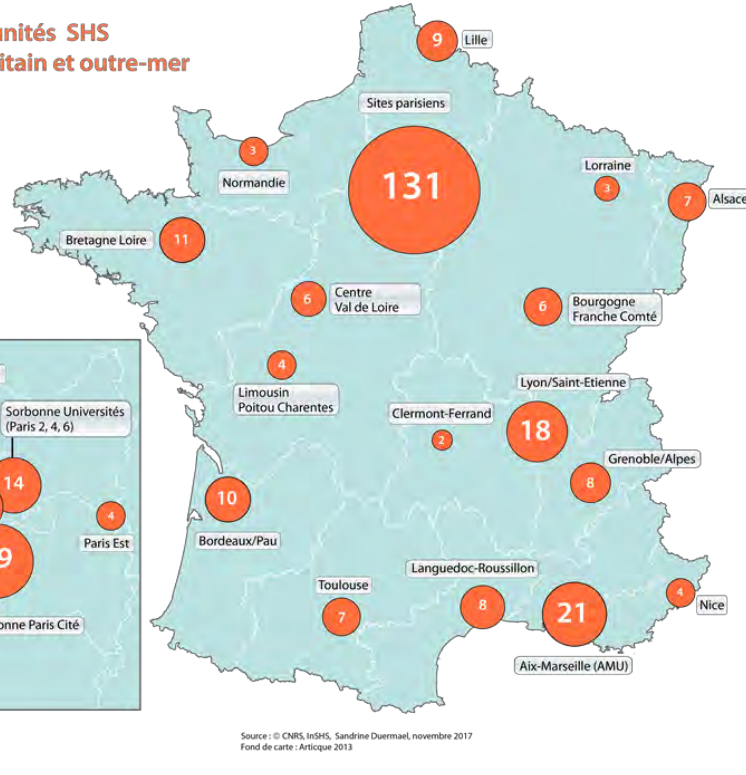 unités SHS
itain et outre-mer
9
Lille
Sites parisiens
131
3
Normandie
Lorraine
3
7
Alsace
Bretagne Loire
11
6
Centre
Val de Loire
6
Bourgogne
Franche Comté
4
Limousin
Poitou Charentes
Lyon/Saint-Etienne
18
Clermont-Ferrand
2
Grenoble/Alpes
8
Sorbonne Universités
(Paris 2, 4, 6)
14
4
Paris Est
9
onne Paris Cité
10
Bordeaux/Pau
Languedoc-Roussillon
8
Toulouse
7
21
Aix-Marseille (AMU)
4
Nice
Source : © CNRS, InSHS, Sandrine Duermael, novembre 2017
Fond de carte : Articque 2013